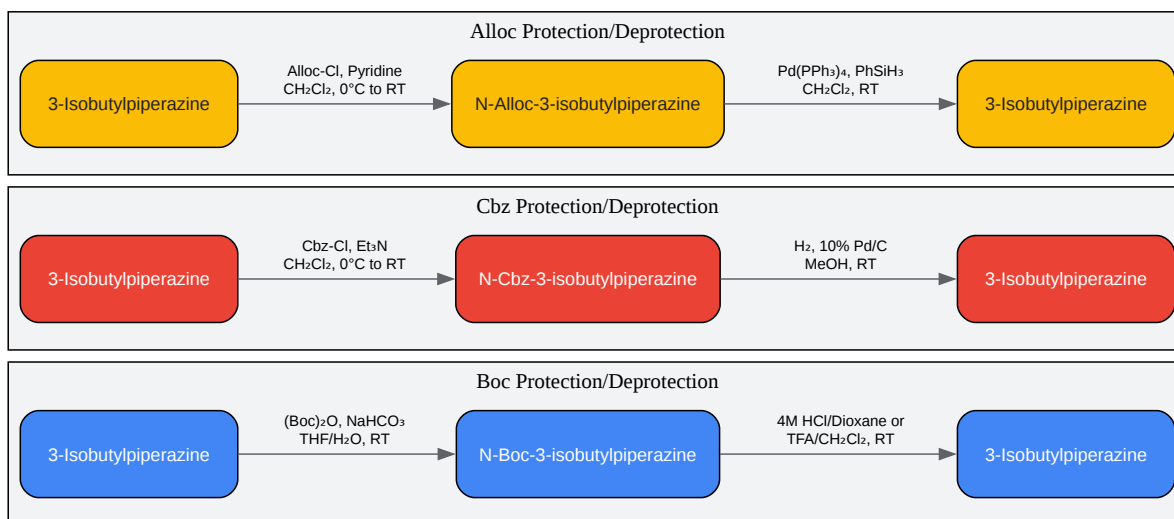 Alloc Protection/Deprotection
3-Isobutylpiperazine
Alloc-Cl, Pyridine
CH₂Cl₂, 0°C to RT
N-Alloc-3-isobutylpiperazine
Pd(PPh₃)₄, PhSiH₃
CH₂Cl₂, RT
3-Isobutylpiperazine
Cbz Protection/Deprotection
3-Isobutylpiperazine
Cbz-Cl, Et₃N
CH₂Cl₂, 0°C to RT
N-Cbz-3-isobutylpiperazine
H₂, 10% Pd/C
MeOH, RT
3-Isobutylpiperazine
Boc Protection/Deprotection
3-Isobutylpiperazine
(Boc)₂O, NaHCO₃
THF/H₂O, RT
N-Boc-3-isobutylpiperazine
4M HCl/Dioxane or
TFA/CH₂Cl₂, RT
3-Isobutylpiperazine